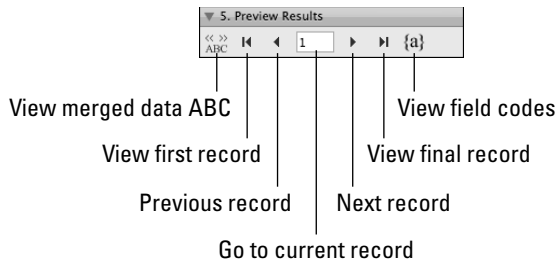 5. Preview Results
« »
ABC
1
{a}
View merged data ABC
View field codes
View first record
View final record
Previous record
Next record
Go to current record